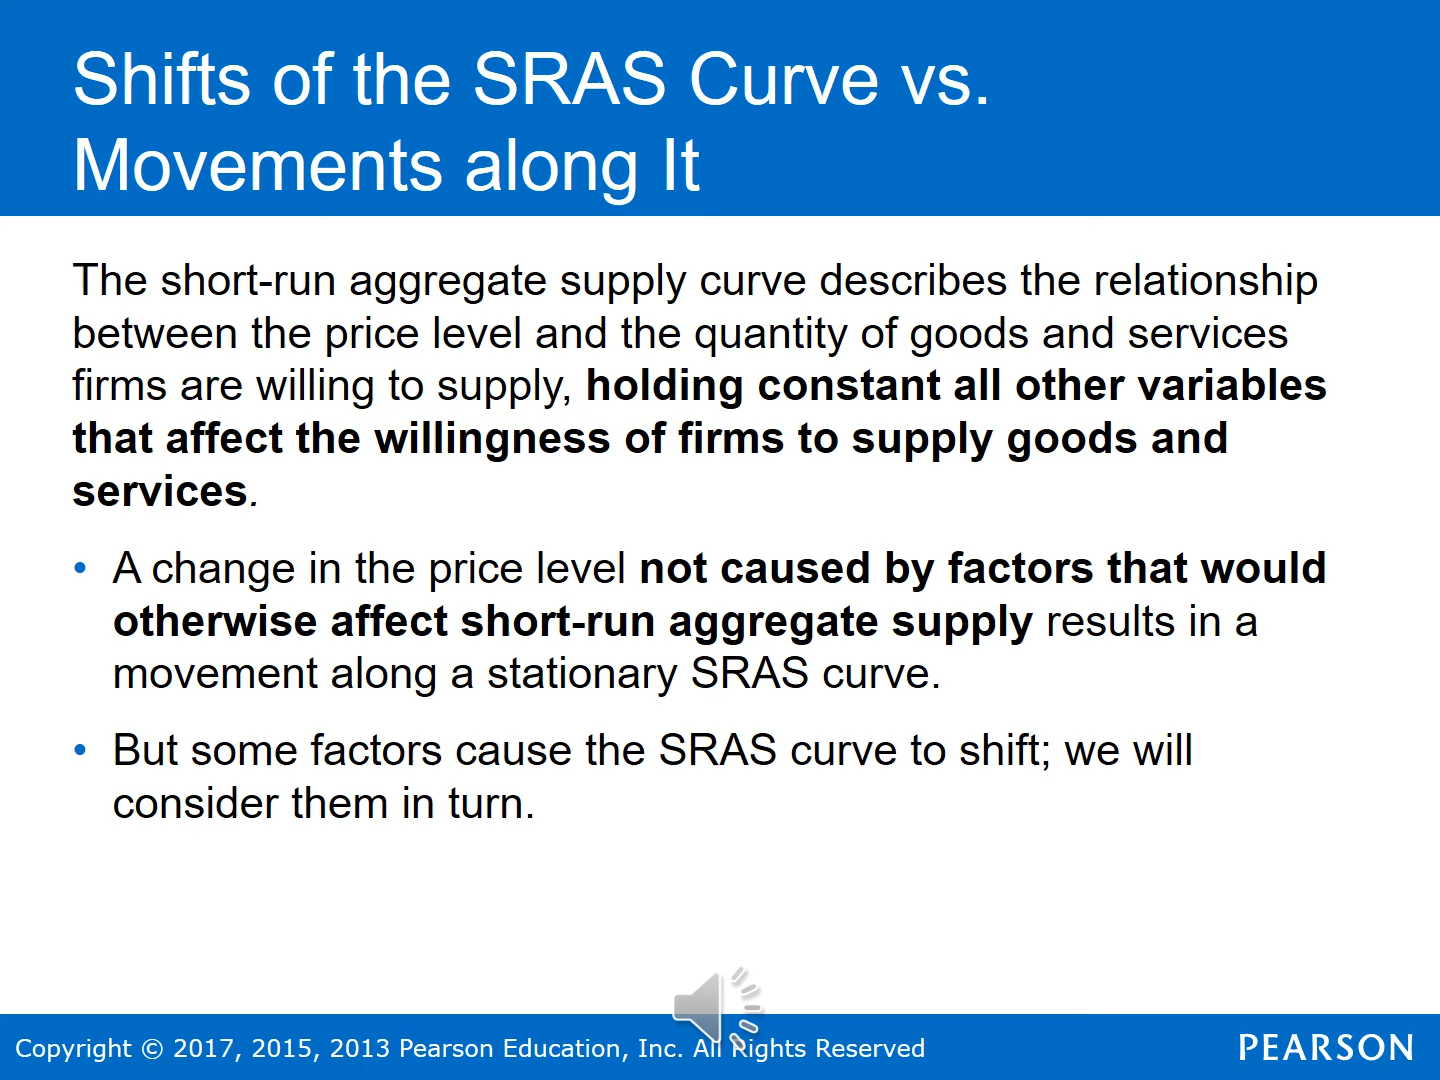 Shifts of the SRAS Curve vs.
Movements along It
The short-run aggregate supply curve describes the relationship
between the price level and the quantity of goods and services
firms are willing to supply, holding constant all other variables
that affect the willingness of firms to supply goods and
services.
• A change in the price level not caused by factors that would
otherwise affect short-run aggregate supply results in a
movement along a stationary SRAS curve.
• But some factors cause the SRAS curve to shift; we will
consider them in turn.
Copyright © 2017, 2015, 2013 Pearson Education, Inc. All Rights Reserved
PEARSON